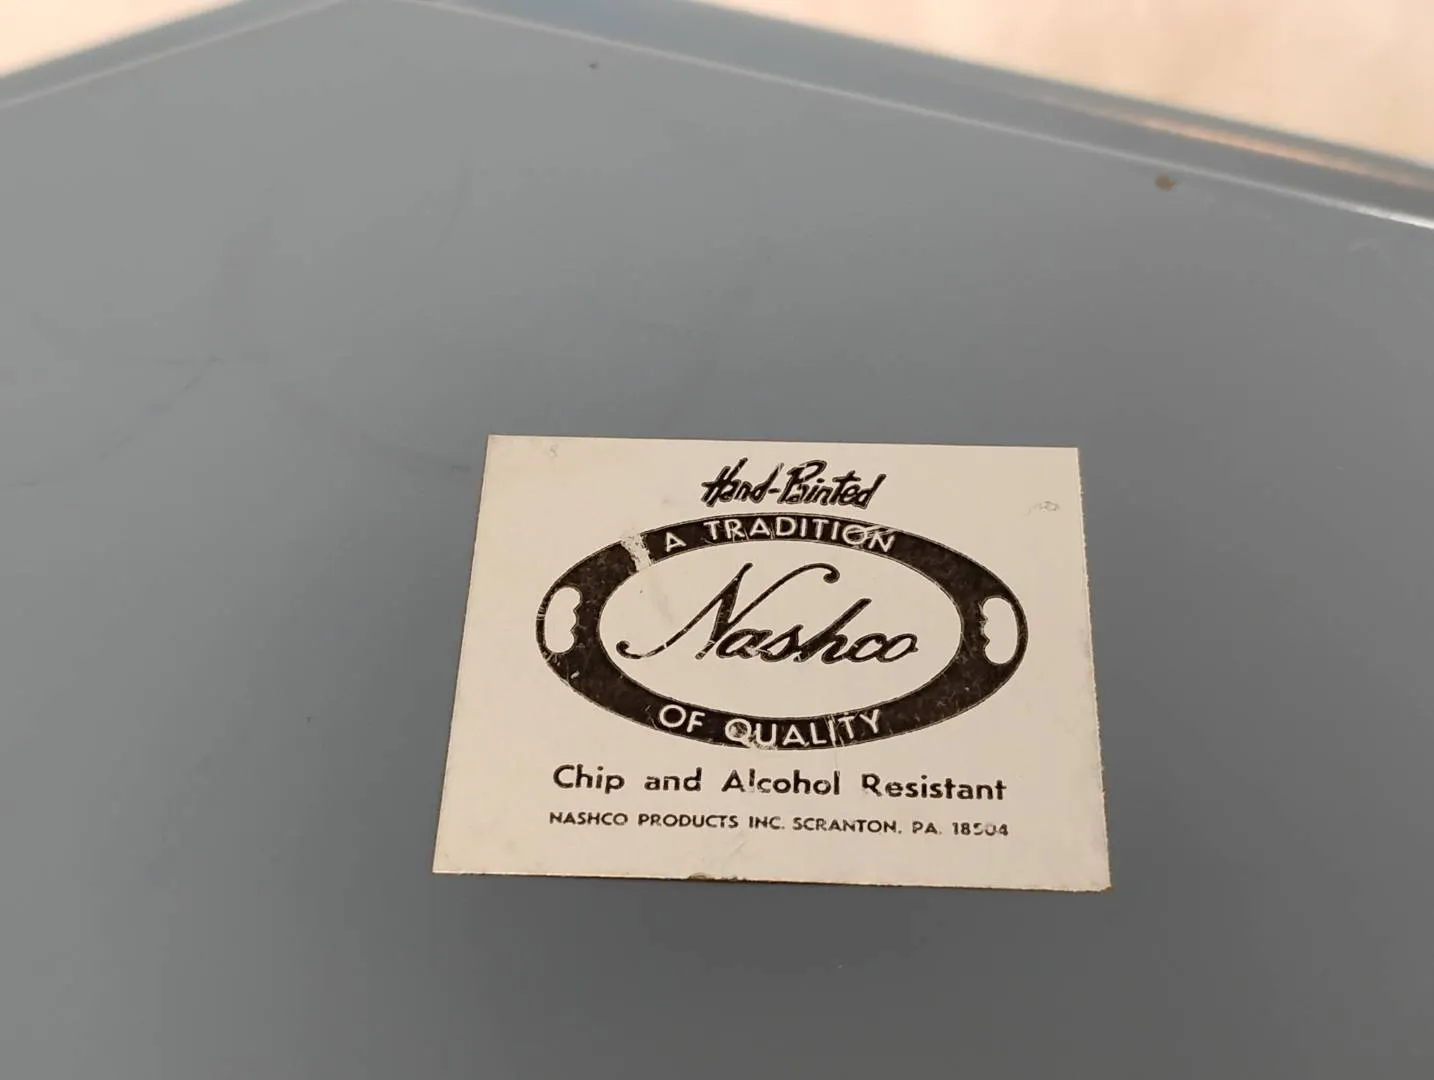 Hand-Painted
A TRADITION
Nashco
OF QUALITY
Chip and Alcohol Resistant
NASHCO PRODUCTS INC. SCRANTON, PA. 18504